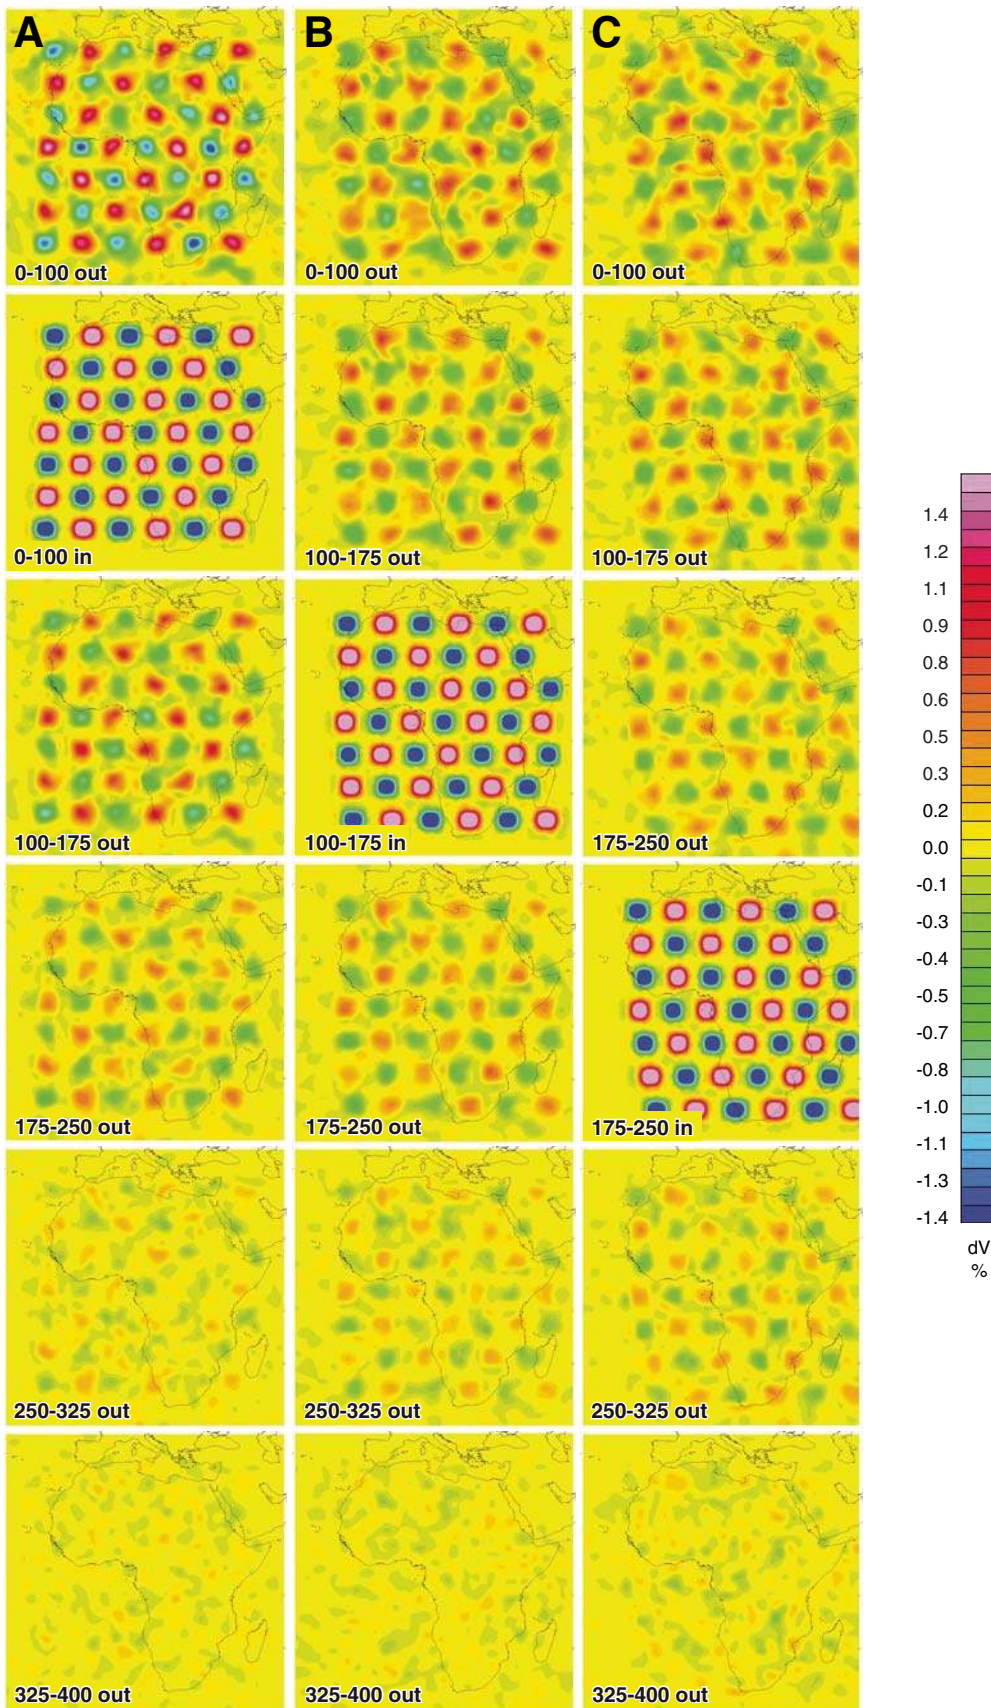 A
B
C
0-100 out
0-100 out
0-100 out
0-100 in
100-175 out
100-175 out
100-175 out
100-175 in
175-250 out
175-250 out
175-250 out
175-250 in
250-325 out
250-325 out
250-325 out
325-400 out
325-400 out
325-400 out
1.4
1.2
1.1
0.9
0.8
0.6
0.5
0.3
0.2
0.0
-0.1
-0.3
-0.4
-0.5
-0.7
-0.8
-1.0
-1.1
-1.3
-1.4
dV
%